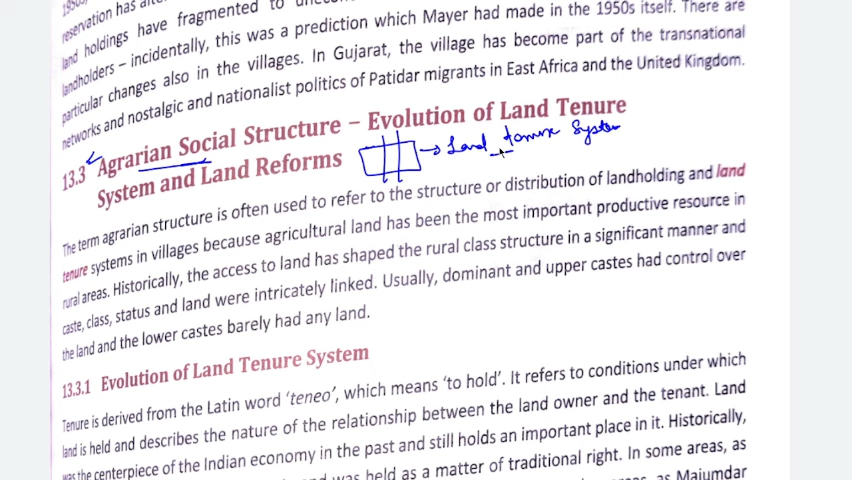 reservation has
land holdings have fragmented to
landholders – incidentally, this was a prediction which Mayer had made in the 1950s itself. There are
particular changes also in the villages. In Gujarat, the village has become part of the transnational
networks and nostalgic and nationalist politics of Patidar migrants in East Africa and the United Kingdom.
13.3 Agrarian Social Structure – Evolution of Land Tenure
System and Land Reforms
Land tenure System
The term agrarian structure is often used to refer to the structure or distribution of landholding and land
tenure systems in villages because agricultural land has been the most important productive resource in
rural areas. Historically, the access to land has shaped the rural class structure in a significant manner and
caste, class, status and land were intricately linked. Usually, dominant and upper castes had control over
the land and the lower castes barely had any land.
13.3.1 Evolution of Land Tenure System
Tenure is derived from the Latin word ‘teneo’, which means ‘to hold’. It refers to conditions under which
land is held and describes the nature of the relationship between the land owner and the tenant. Land
was the centerpiece of the Indian economy in the past and still holds an important place in it. Historically,
was held as a matter of traditional right. In some areas, as
as Majumdar